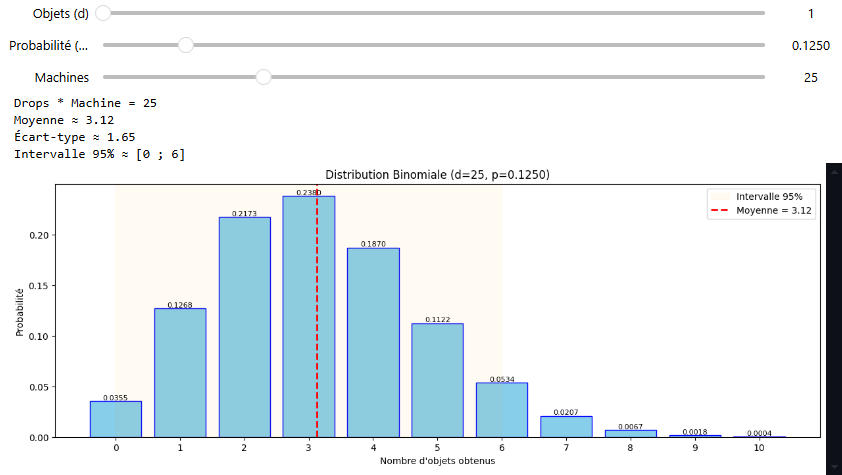 Objets (d) 1
Probabilité (... 0.1250
Machines 25
Drops * Machine = 25
Moyenne ≈ 3.12
Écart-type ≈ 1.65
Intervalle 95% ≈ [0 ; 6]
Distribution Binomiale (d=25, p=0.1250)
Intervalle 95%
Moyenne = 3.12
Probabilité
0.20
0.15
0.10
0.05
0.00
0.0355
0.1268
0.2173
0.2380
0.1870
0.1122
0.0534
0.0207
0.0067
0.0018
0.0004
0 1 2 3 4 5 6 7 8 9 10
Nombre d'objets obtenus